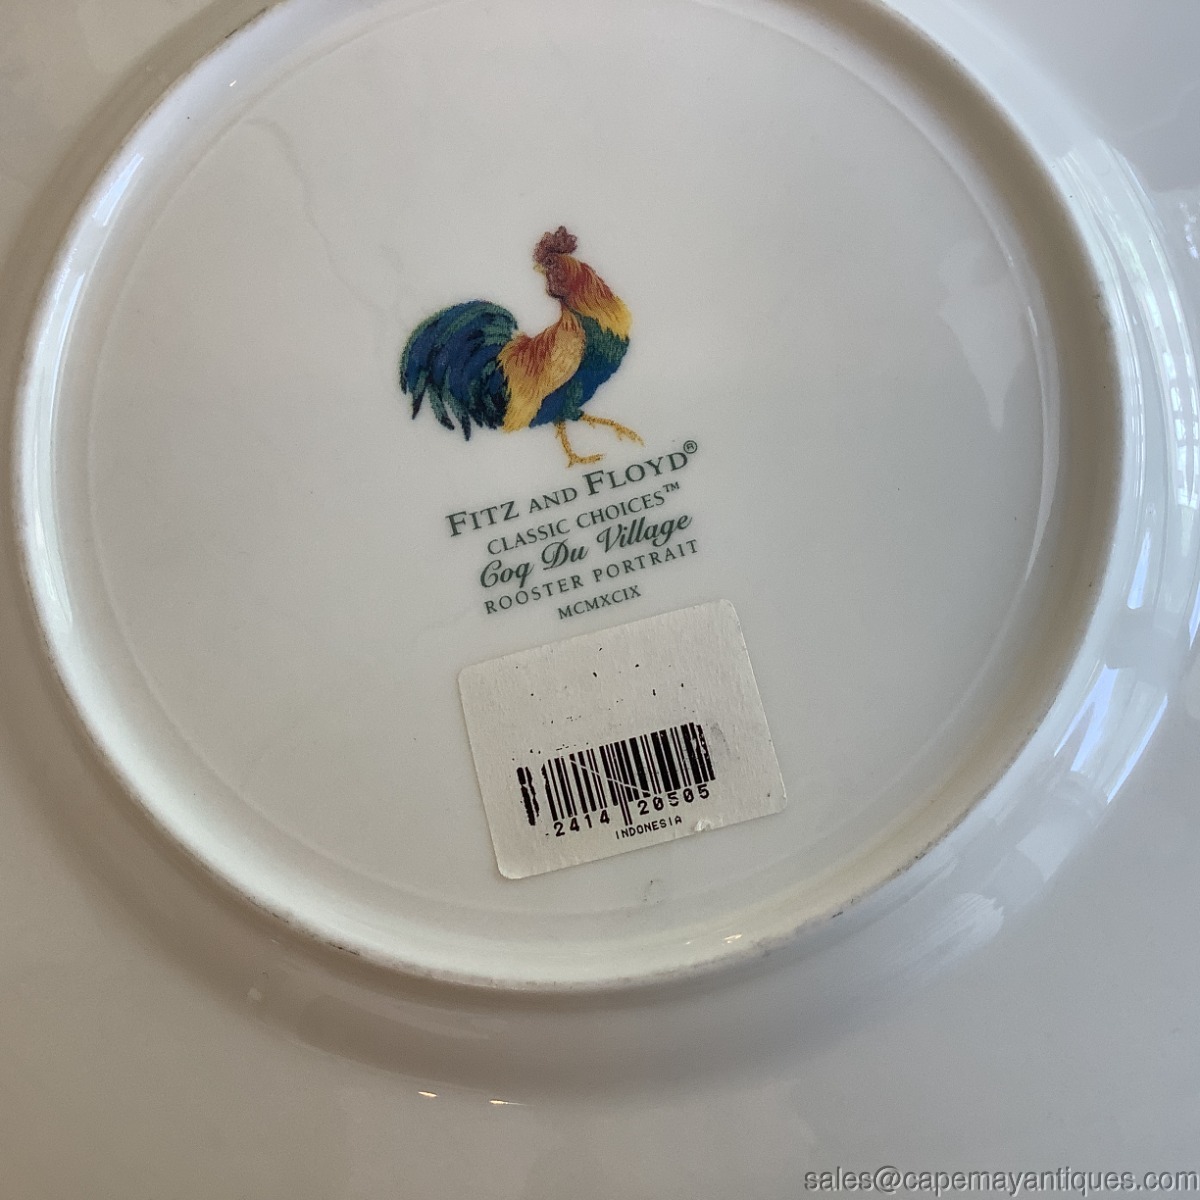 FITZ AND FLOYD®
CLASSIC CHOICES™
Coq Du Village
ROOSTER PORTRAIT
MCMXCIX
2414 20505
INDONESIA
sales@capemayantiques.com